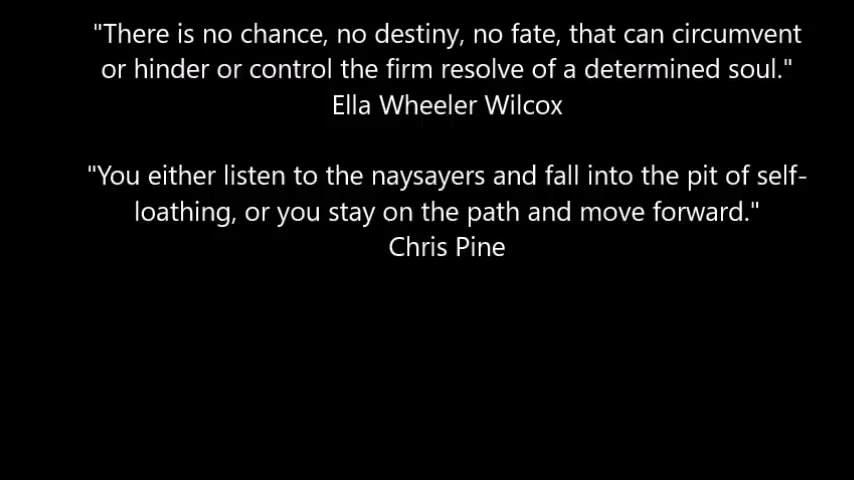 "There is no chance, no destiny, no fate, that can circumvent
or hinder or control the firm resolve of a determined soul."
Ella Wheeler Wilcox
"You either listen to the naysayers and fall into the pit of self-
loathing, or you stay on the path and move forward."
Chris Pine